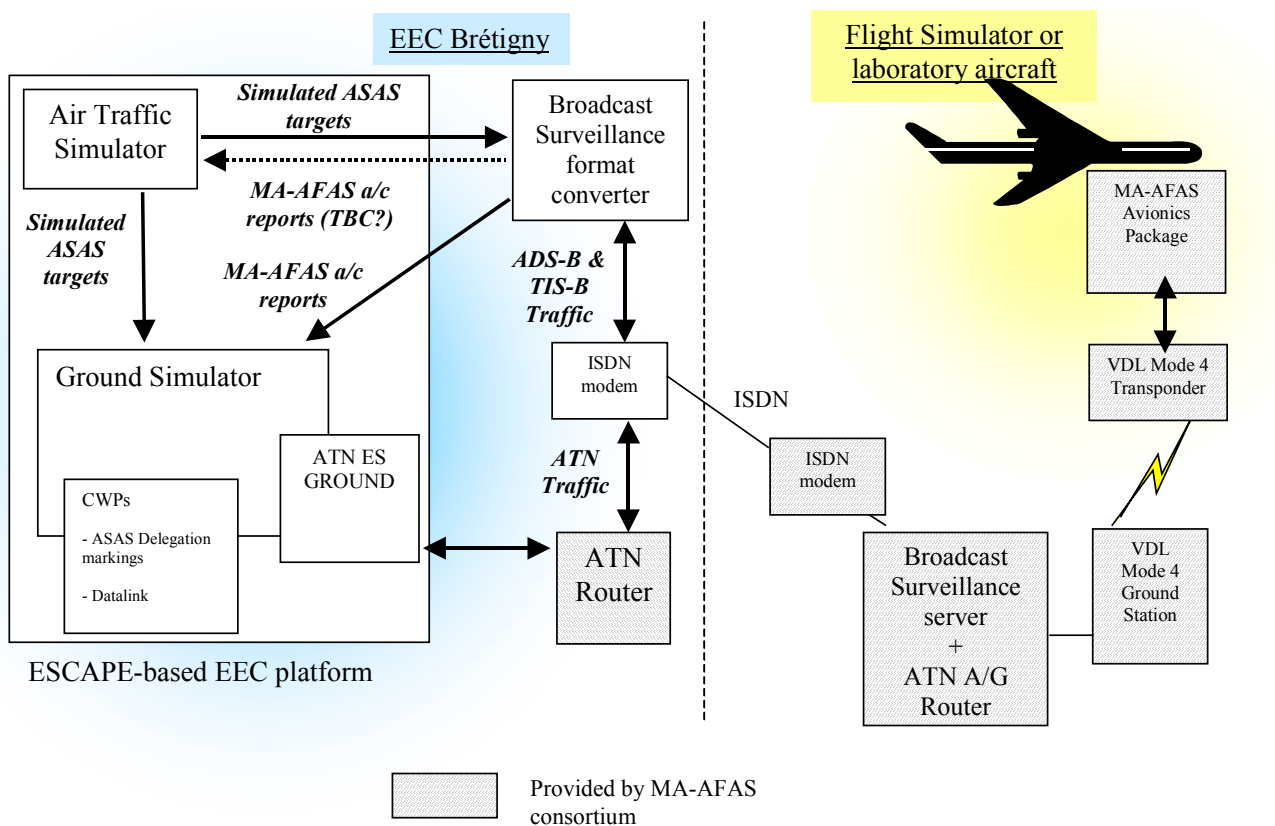 EEC Brétigny
Flight Simulator or
laboratory aircraft
Air Traffic
Simulator
Simulated ASAS
targets
Broadcast
Surveillance
format
converter
MA-AFAS a/c
reports (TBC?)
Simulated
ASAS
targets
MA-AFAS a/c
reports
ADS-B &
TIS-B
Traffic
MA-AFAS
Avionics
Package
Ground Simulator
ISDN
modem
VDL Mode 4
Transponder
ISDN
ATN ES
GROUND
ATN
Traffic
ISDN
modem
CWPs
- ASAS Delegation
markings
- Datalink
ATN
Router
Broadcast
Surveillance
server
+
ATN A/G
Router
VDL
Mode 4
Ground
Station
ESCAPE-based EEC platform
Provided by MA-AFAS
consortium